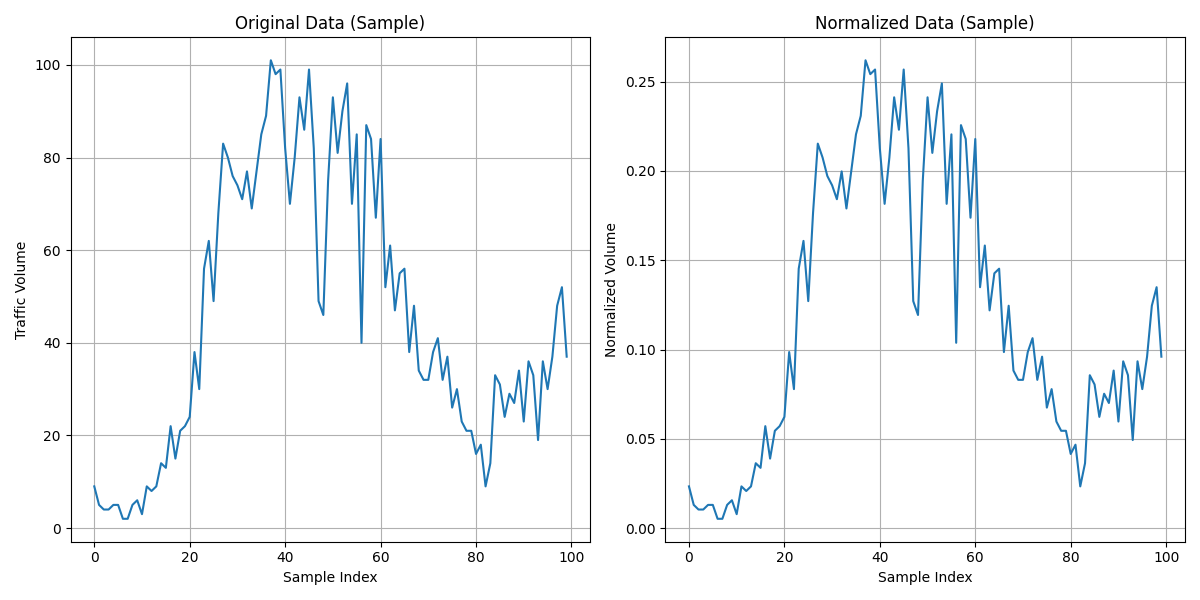 Original Data (Sample)
Traffic Volume
100
80
60
40
20
0
0 20 40 60 80 100
Sample Index
Normalized Data (Sample)
Normalized Volume
0.25
0.20
0.15
0.10
0.05
0.00
0 20 40 60 80 100
Sample Index